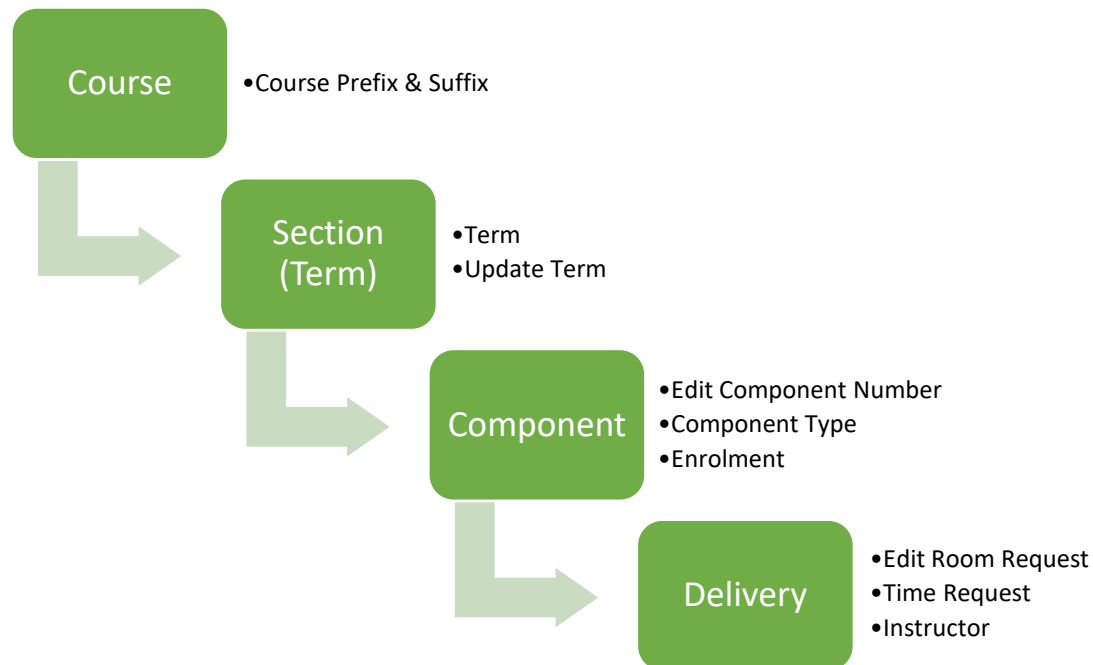 Course
•Course Prefix & Suffix
Section
(Term)
•Term
•Update Term
Component
•Edit Component Number
•Component Type
•Enrolment
Delivery
•Edit Room Request
•Time Request
•Instructor